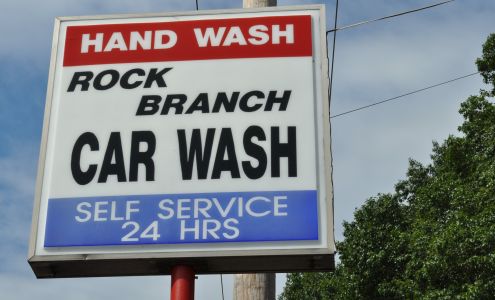 HAND WASH
ROCK
BRANCH
CAR WASH
SELF SERVICE
24 HRS